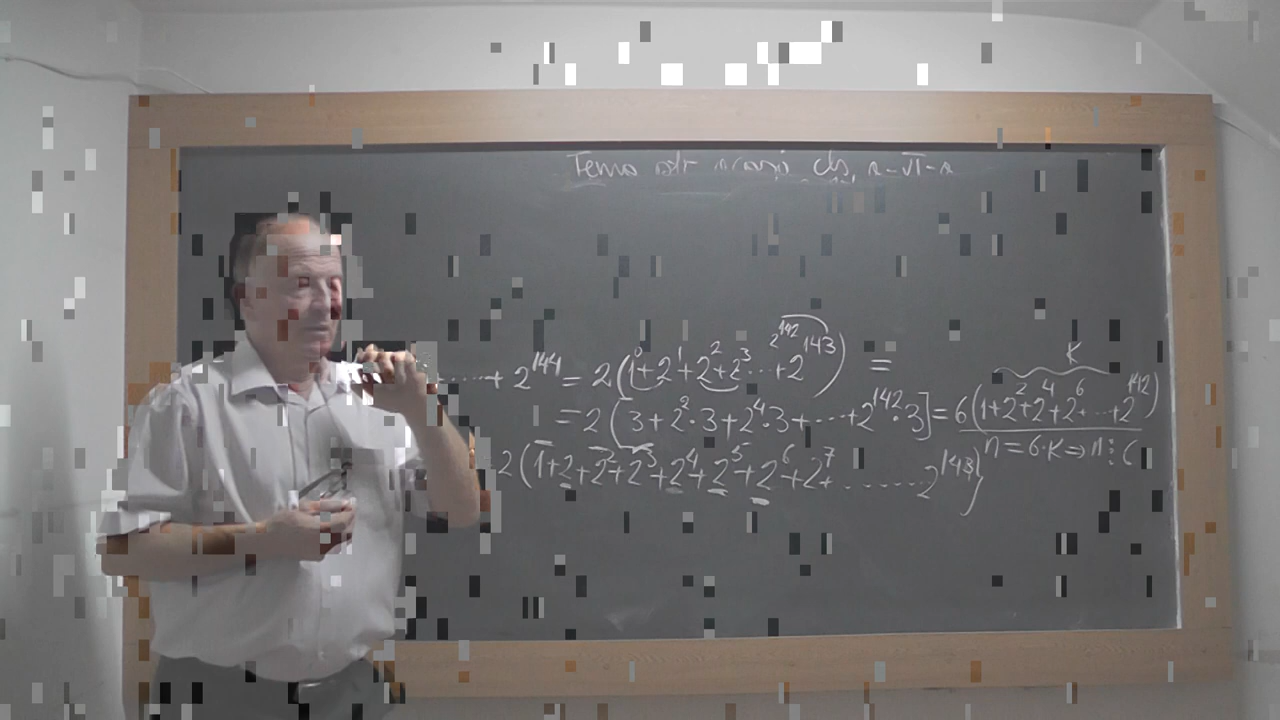 Tema
.....+ 2^144 = 2(1+2^1+2^2+2^3...+2^142+2^143) =
= 2(3+2^2·3+2^4·3+....+2^142·3] = 6(1+2^2+2^4+2^6+...+2^142)
K
n=6·K⇒n⋮6
2(1+2+2^2+2^3+2^4+2^5+2^6+2^7+.......2^143)